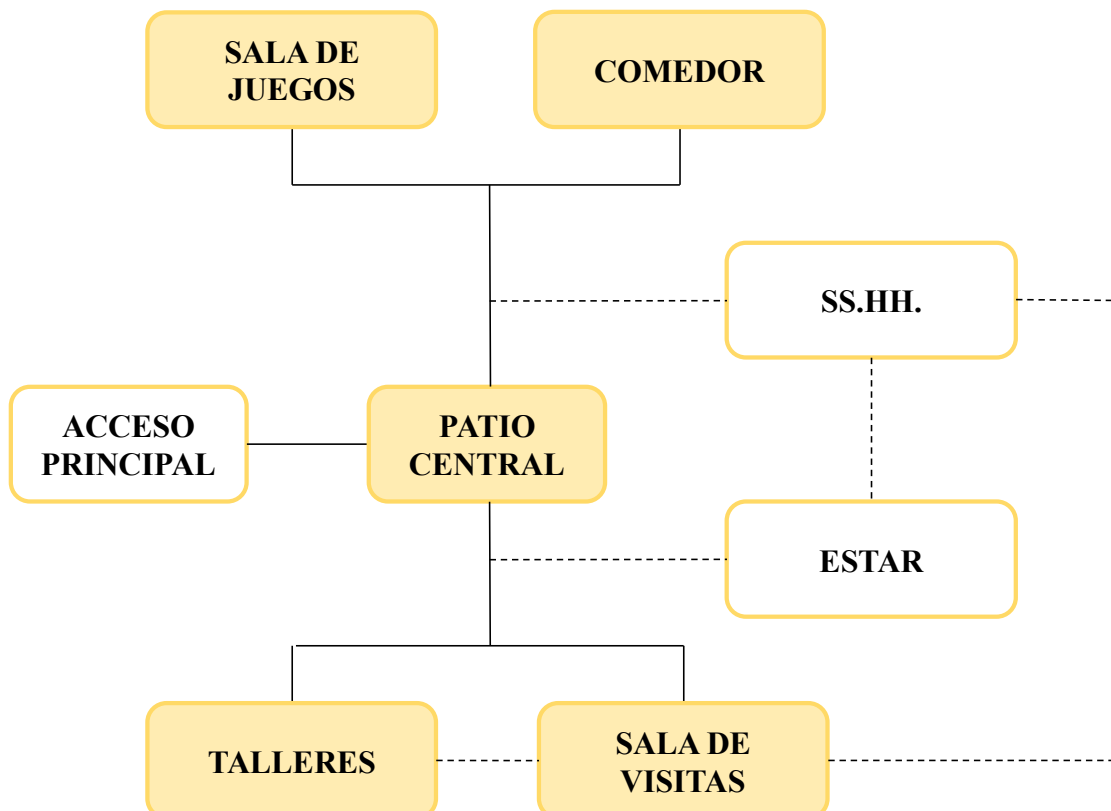 SALA DE
JUEGOS
COMEDOR
SS.HH.
ACCESO
PRINCIPAL
PATIO
CENTRAL
ESTAR
TALLERES
SALA DE
VISITAS